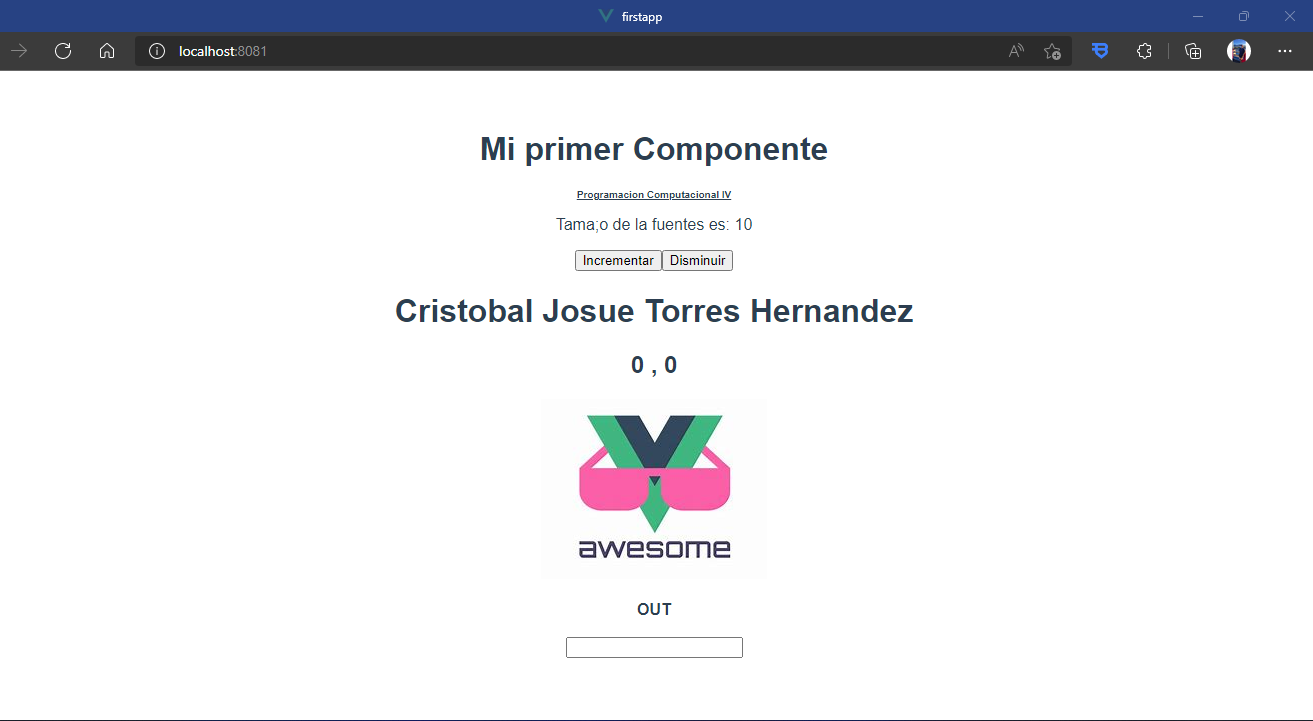 firstapp
localhost:8081
Mi primer Componente
Programacion Computacional IV
Tama;o de la fuentes es: 10
Incrementar Disminuir
Cristobal Josue Torres Hernandez
0 , 0
awesome
OUT